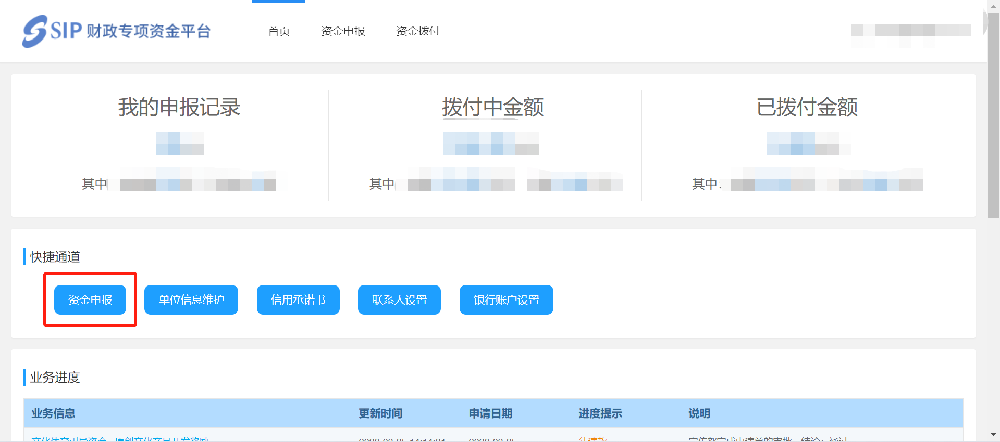 SIP 财政专项资金平台
首页 资金申报 资金拨付
我的申报记录 拨付中金额 已拨付金额
其中 其中 其中
快捷通道
资金申报 单位信息维护 信用承诺书 联系人设置 银行账户设置
业务进度
业务信息 更新时间 申请日期 进度提示 说明